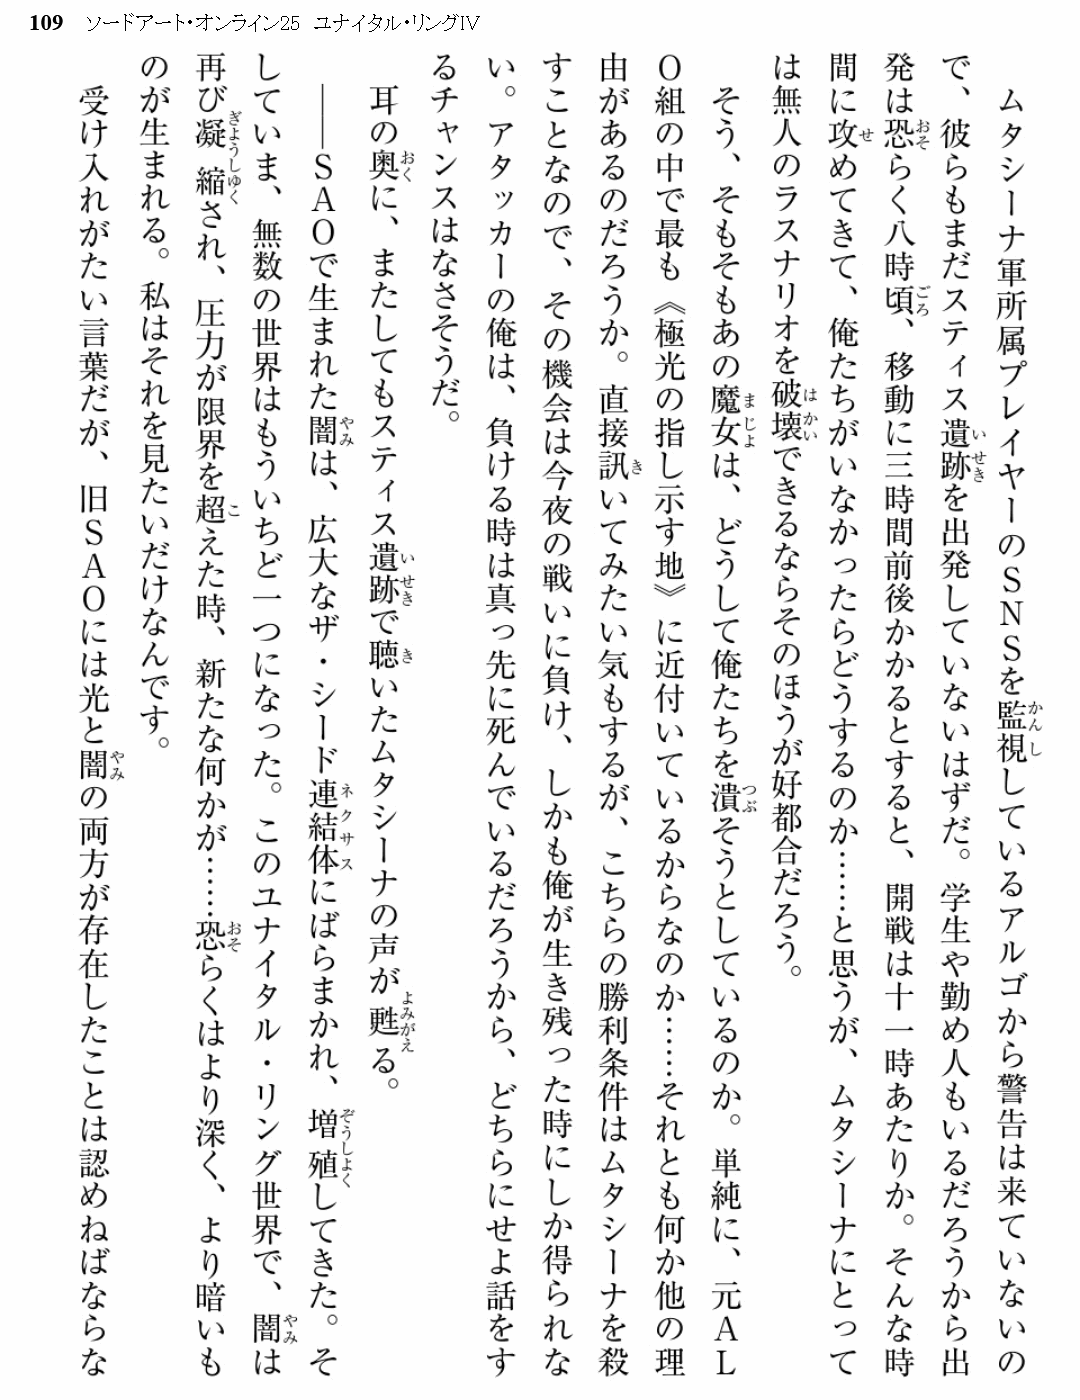 109 ソードアート・オンライン25 ユナイタル・リングⅣ
ムタシーナ軍所属プレイヤーのSNSを監視しているアルゴから警告は来ていないの
で、彼らもまだスティス遺跡を出発していないはずだ。学生や勤め人もいるだろうから出
発は恐らく八時頃、移動に三時間前後かかるとすると、開戦は十一時あたりか。そんな時
間に攻めてきて、俺たちがいなかったらどうするのか……と思うが、ムタシーナにとって
は無人のラスナリオを破壊できるならそのほうが好都合だろう。
そう、そもそもあの魔女は、どうして俺たちを潰そうとしているのか。単純に、元AL
O組の中で最も《極光の指し示す地》に近付いているからなのか……それとも何か他の理
由があるのだろうか。直接訊いてみたい気もするが、こちらの勝利条件はムタシーナを殺
すことなので、その機会は今夜の戦いに負け、しかも俺が生き残った時にしか得られな
い。アタッカーの俺は、負ける時は真っ先に死んでいるだろうから、どちらにせよ話をす
るチャンスはなさそうだ。
耳の奥に、またしてもスティス遺跡で聴いたムタシーナの声が甦る。
――SAOで生まれた闇は、広大なザ・シード連結体にばらまかれ、増殖してきた。そ
していま、無数の世界はもういちど一つになった。このユナイタル・リング世界で、闇は
再び凝縮され、圧力が限界を超えた時、新たな何かが……恐らくはより深く、より暗いも
のが生まれる。私はそれを見たいだけなんです。
受け入れがたい言葉だが、旧SAOには光と闇の両方が存在したことは認めねばならな